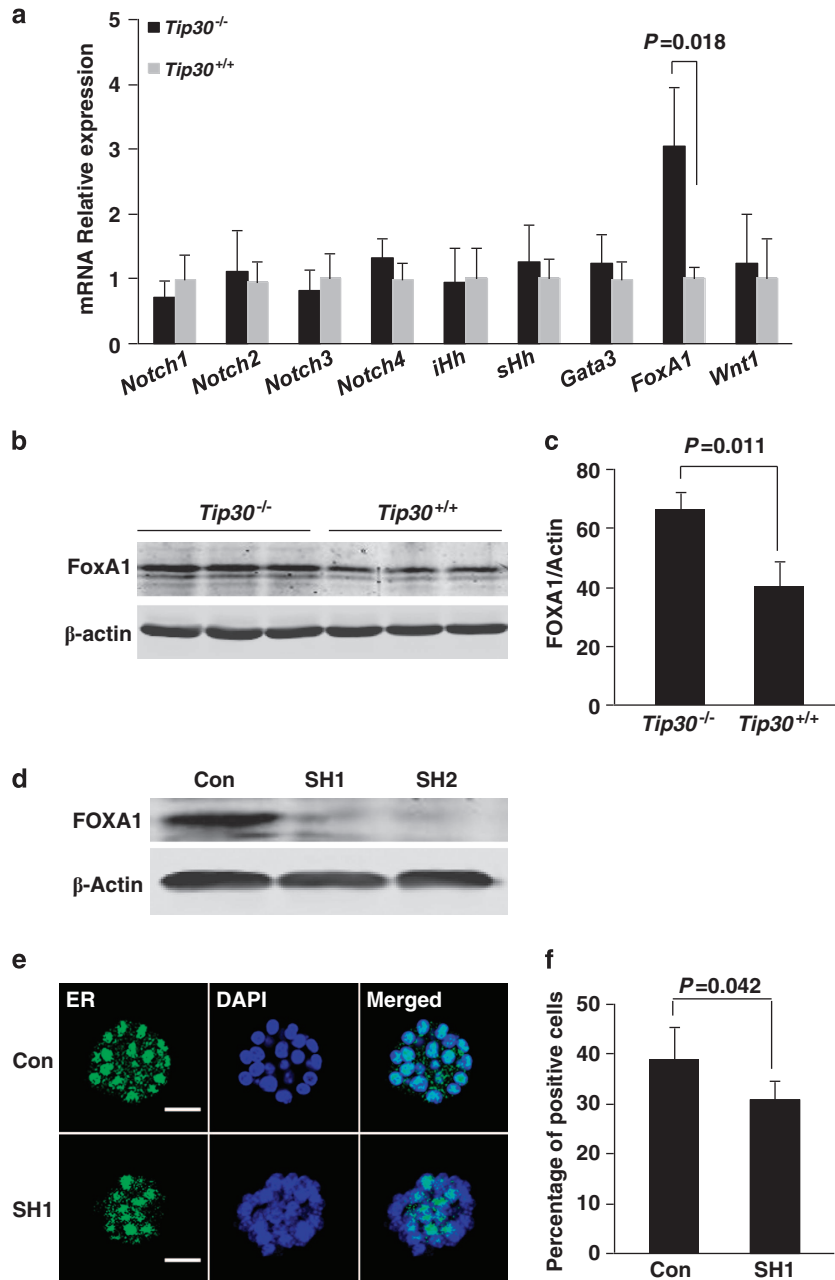 a
5
4
3
2
1
0
mRNA Relative expression
Tip30-/-
Tip30+/+
P=0.018
Notch1 Notch2 Notch3 Notch4 iHh sHh Gata3 FoxA1 Wnt1
b
Tip30-/- Tip30+/+
FoxA1
β-actin
c
P=0.011
80
60
40
20
0
FOXA1/Actin
Tip30-/- Tip30+/+
d
Con SH1 SH2
FOXA1
β-Actin
e
ER DAPI Merged
Con
SH1
f
P=0.042
50
40
30
20
10
0
Percentage of positive cells
Con SH1